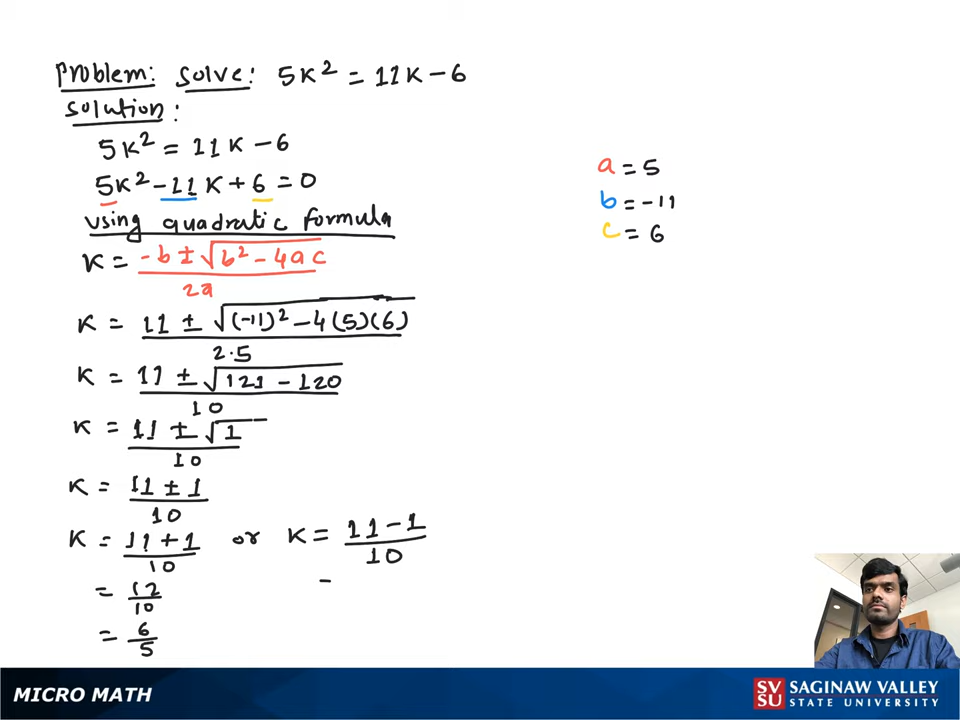 Problem: Solve: 5K² = 11K - 6
Solution:
5K² = 11K - 6
5K² - 11K + 6 = 0
Using quadratic formula
K = (-b ± √(b² - 4ac)) / 2a
K = (11 ± √((-11)² - 4(5)(6))) / 2·5
K = (11 ± √(121 - 120)) / 10
K = (11 ± √1) / 10
K = (11 ± 1) / 10
K = (11 + 1) / 10 or K = (11 - 1) / 10
= 12/10 =
= 6/5
a = 5
b = -11
c = 6
MICRO MATH
SV SU SAGINAW VALLEY
STATE UNIVERSITY